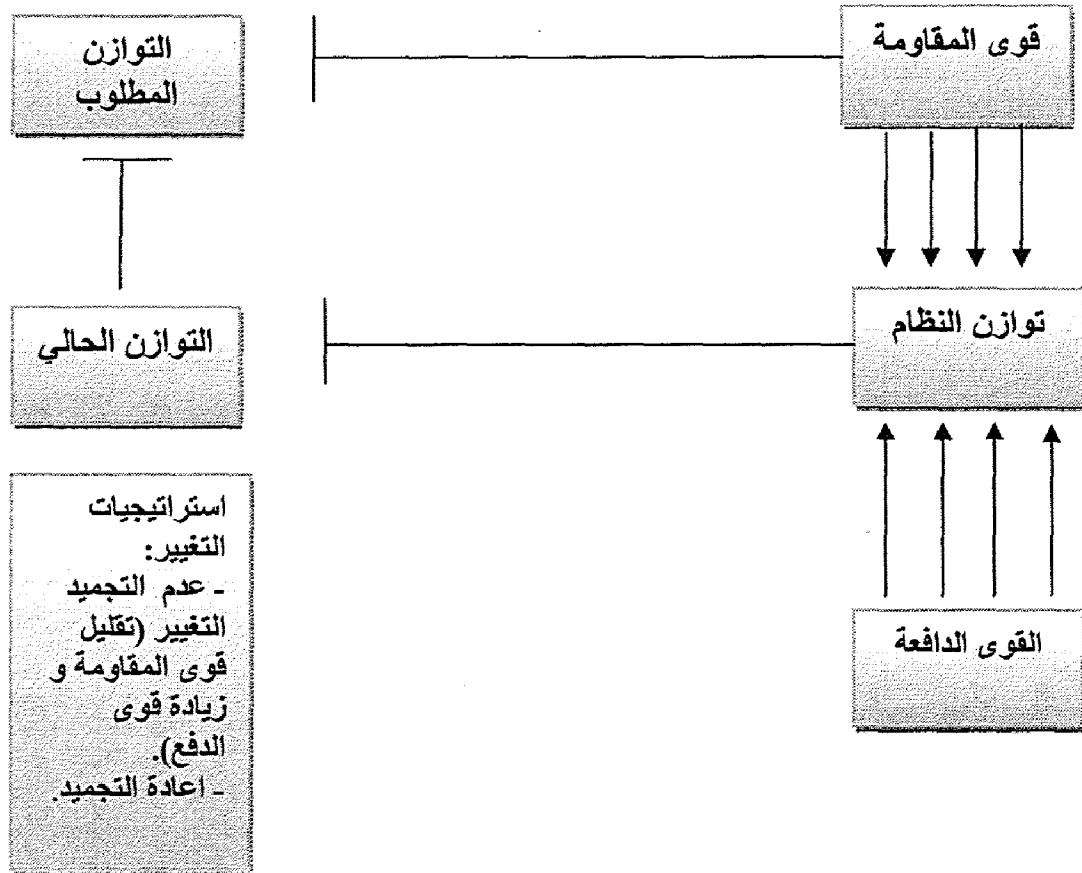 قوى المقاومة
التوازن
المطلوب
توازن النظام
التوازن الحالي
القوى الدافعة
استراتيجيات
التغيير:
- عدم التجميد
التغيير (تقليل
قوى المقاومة و
زيادة قوى
الدفع).
- اعادة التجميد.